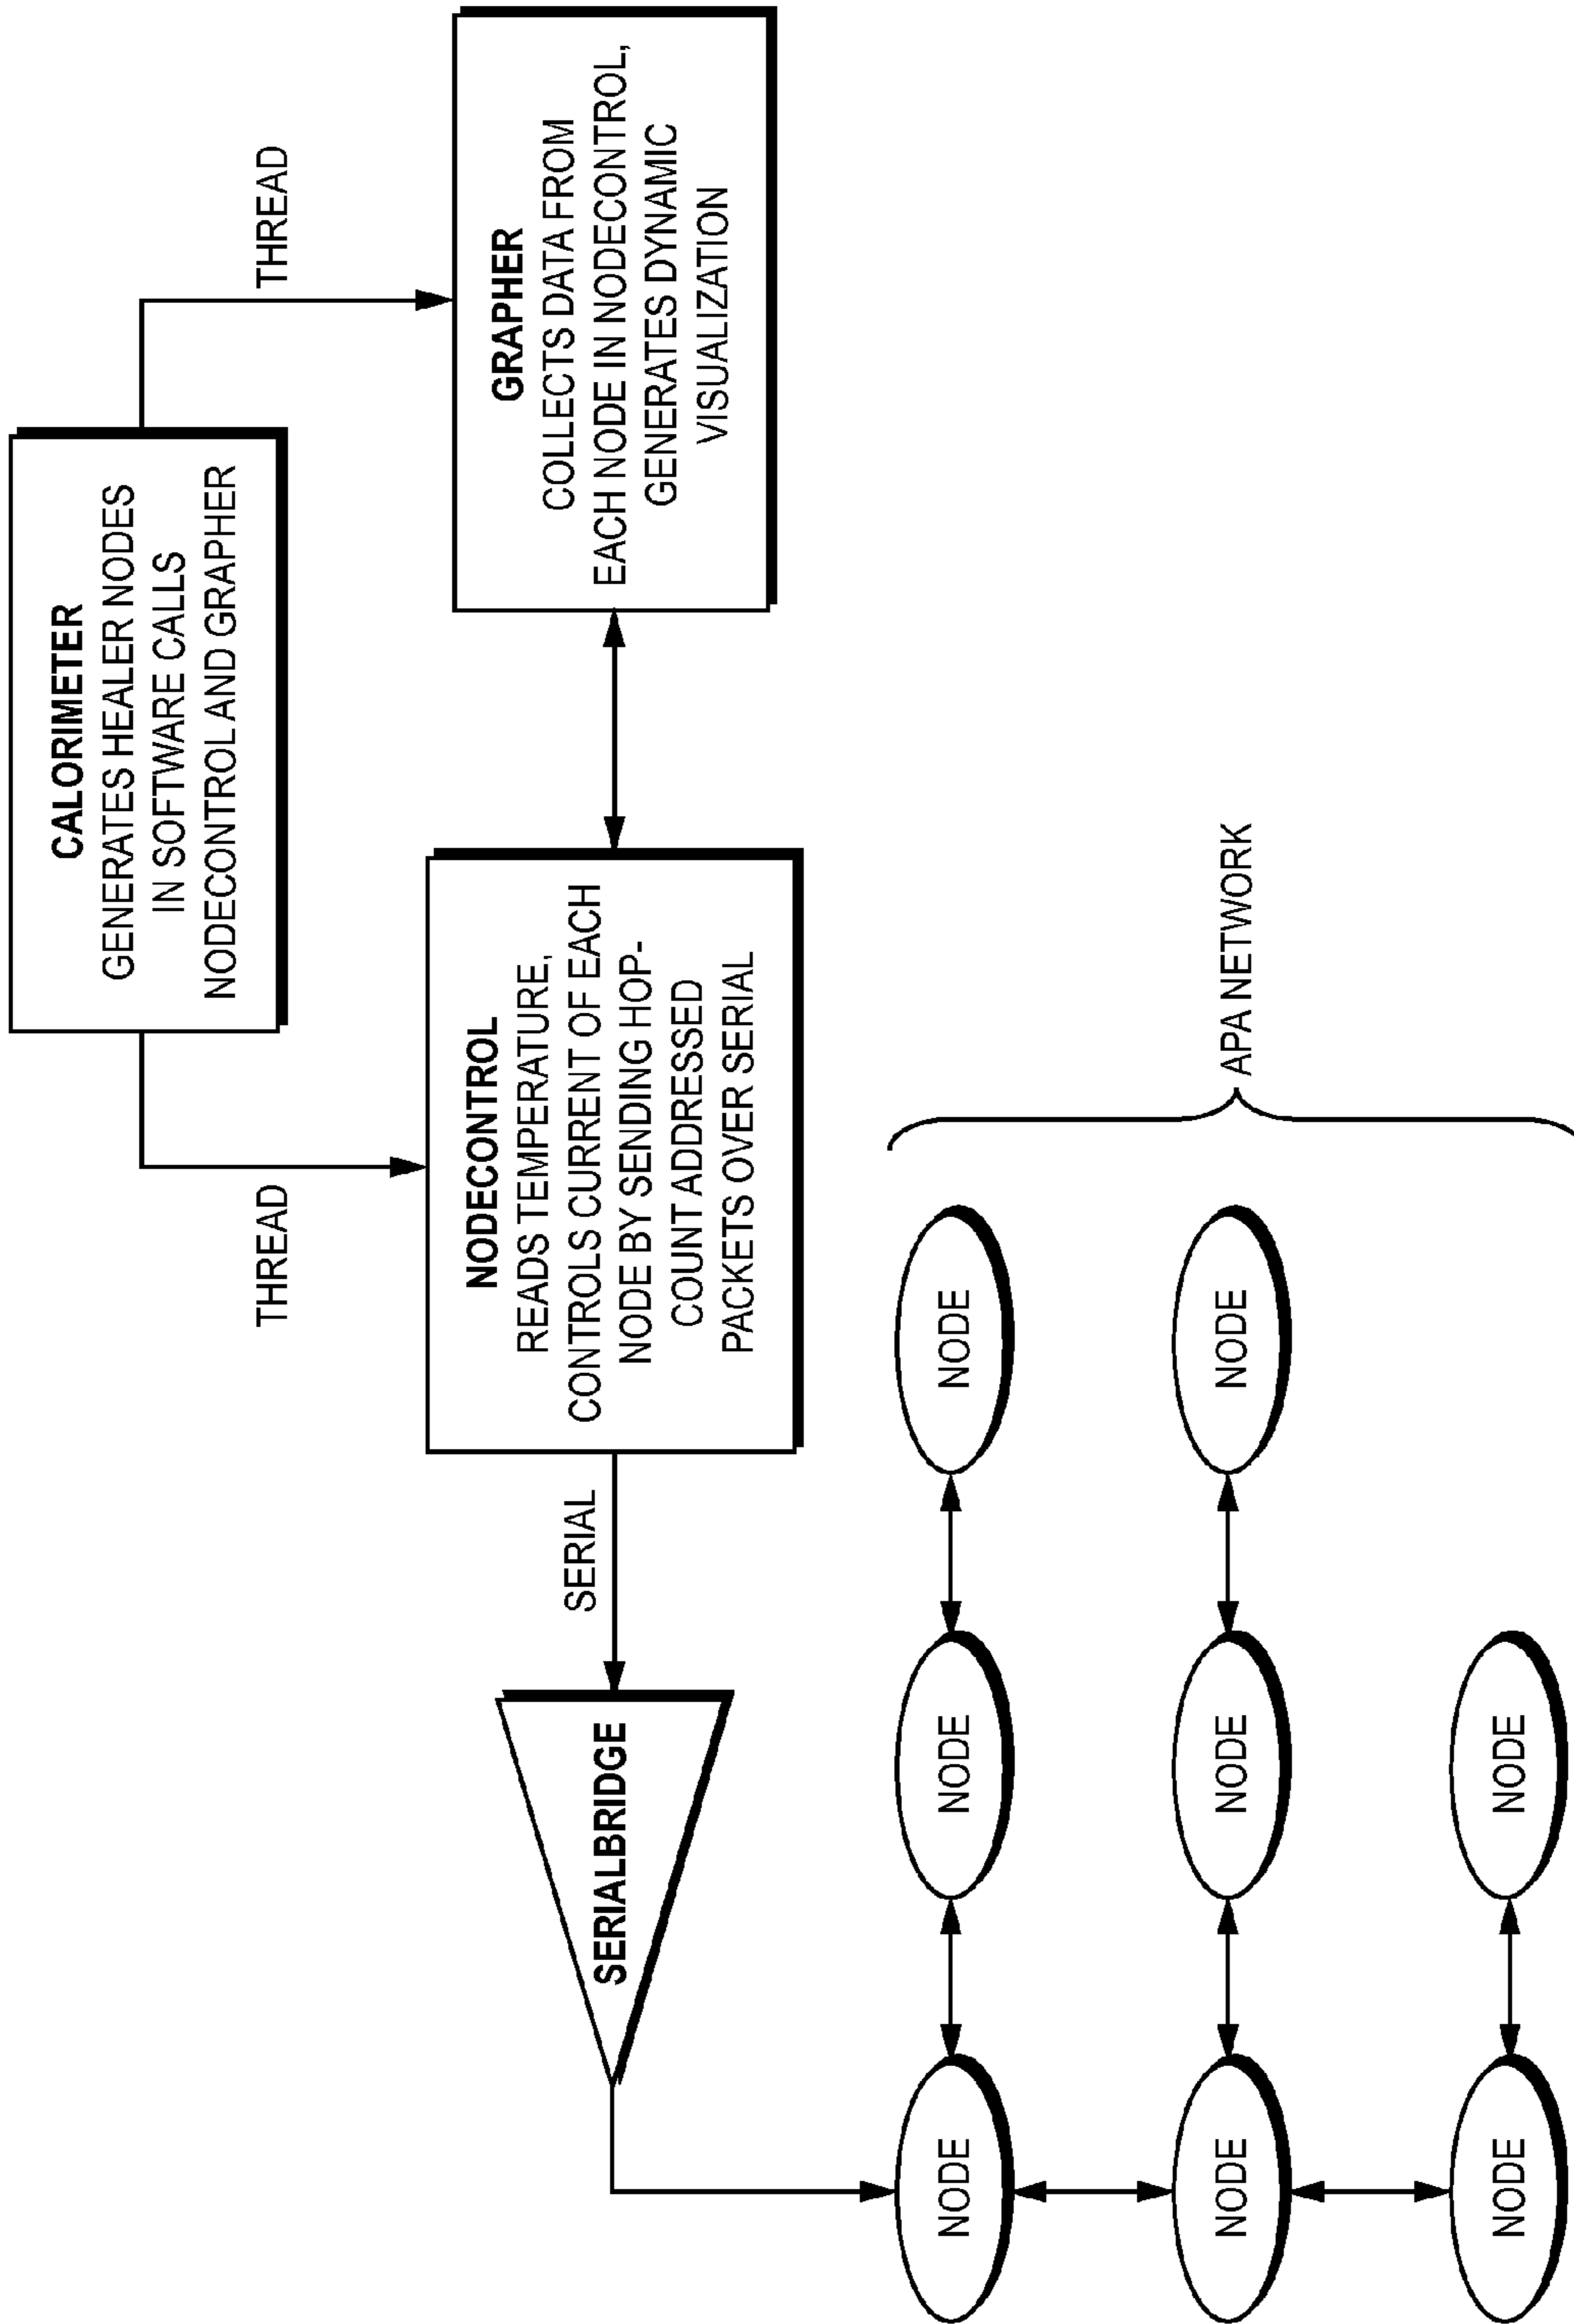 CALORIMETER
GENERATES HEALER NODES
IN SOFTWARE CALLS
NODECONTROL AND GRAPHER
THREAD
THREAD
NODECONTROL
READS TEMPERATURE,
CONTROLS CURRENT OF EACH
NODE BY SENDING HOP-
COUNT ADDRESSED
PACKETS OVER SERIAL
GRAPHER
COLLECTS DATA FROM
EACH NODE IN NODECONTROL,
GENERATES DYNAMIC
VISUALIZATION
SERIAL
SERIALBRIDGE
NODE
NODE
NODE
NODE
NODE
NODE
NODE
NODE
APA NETWORK